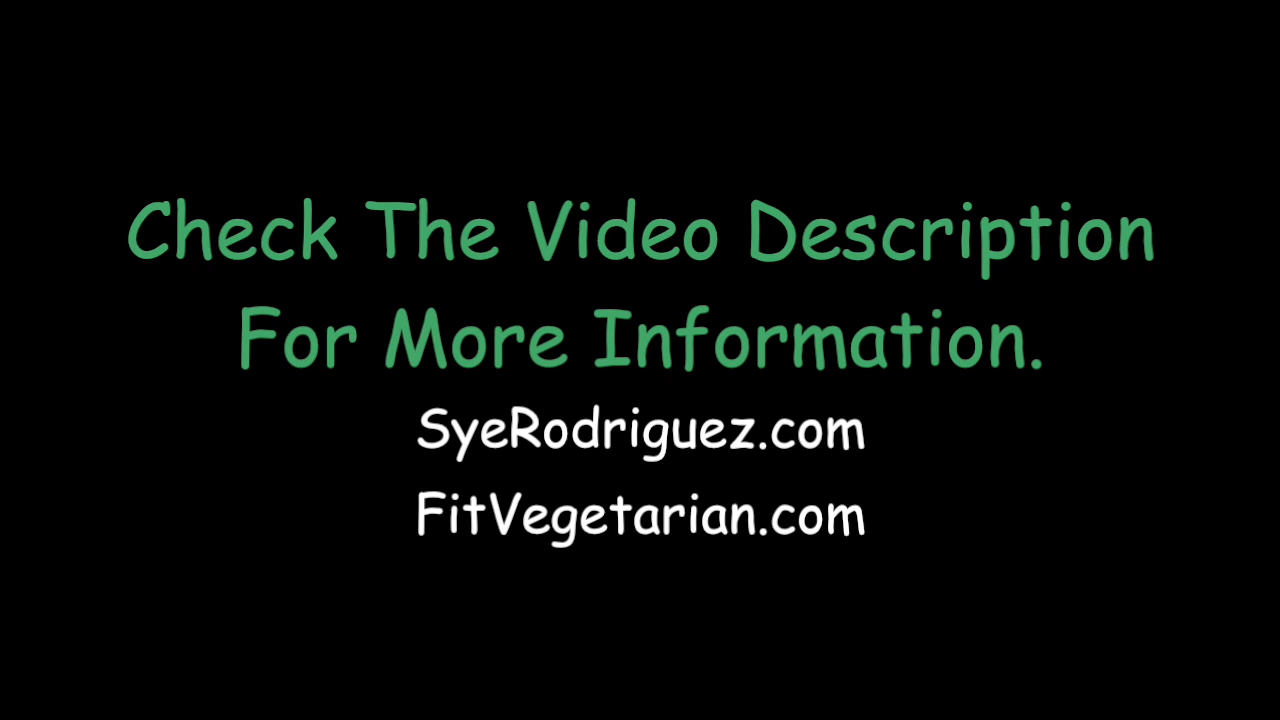 Check The Video Description
For More Information.
SyeRodriguez.com
FitVegetarian.com